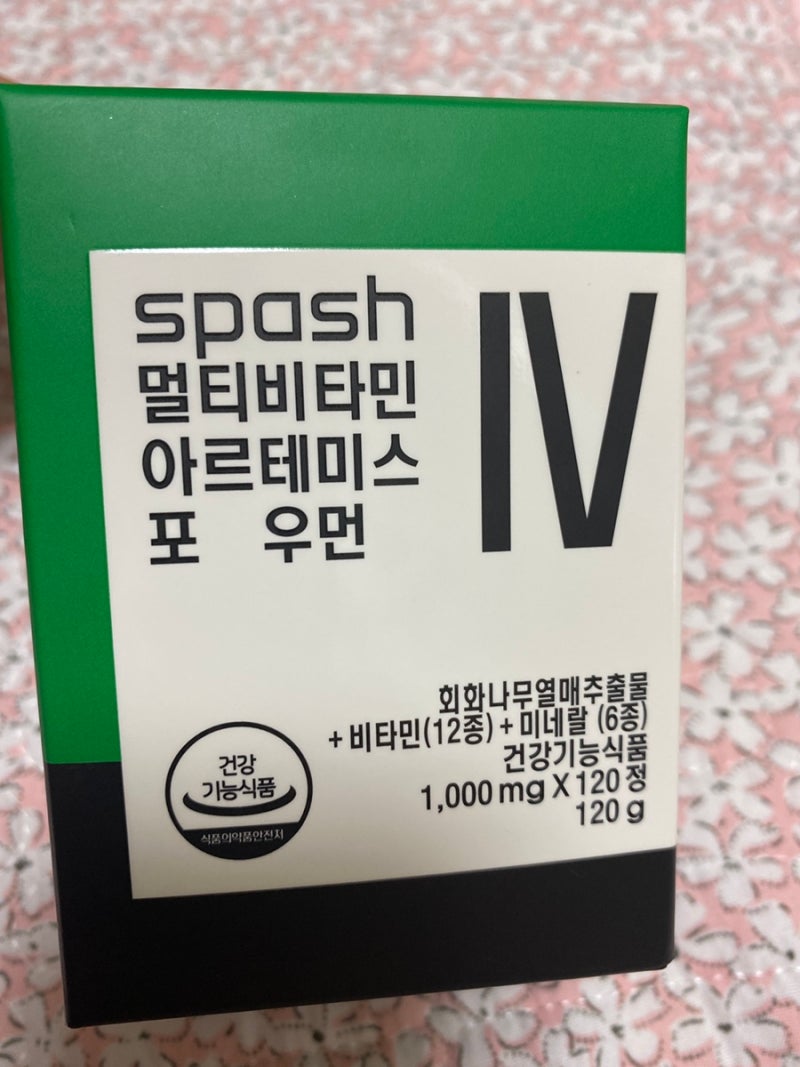 spash
멀티비타민
아르테미스
포 우먼
IV
회화나무열매추출물
+비타민(12종)+미네랄 (6종)
건강기능식품
1,000 mg X 120 정
120 g
건강
기능식품
식품의약품안전처